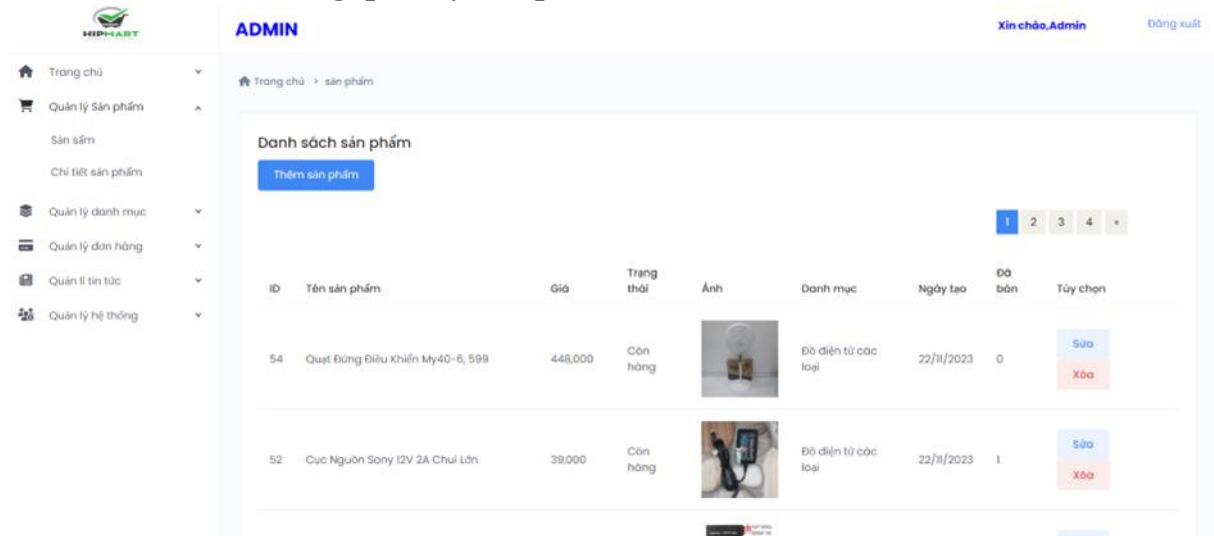 HIPMART
ADMIN
Xin chào,Admin
Đăng xuất
Trang chủ
Quản lý Sản phẩm
Sản sẩm
Chi tiết sản phẩm
Quản lý danh mục
Quản lý đơn hàng
Quản lí tin tức
Quản lý hệ thống
Trang chủ > sản phẩm
Danh sách sản phẩm
Thêm sản phẩm
1 2 3 4 »
ID Tên sản phẩm Giá Trạng thái Ảnh Danh mục Ngày tạo Đã bán Tùy chọn
54 Quạt Đứng Điều Khiển My40-6, 599 448,000 Còn hàng Đồ điện tử các loại 22/11/2023 0 Sửa Xóa
52 Cục Nguồn Sony 12V 2A Chui Lớn 39,000 Còn hàng Đồ điện tử các loại 22/11/2023 1 Sửa Xóa